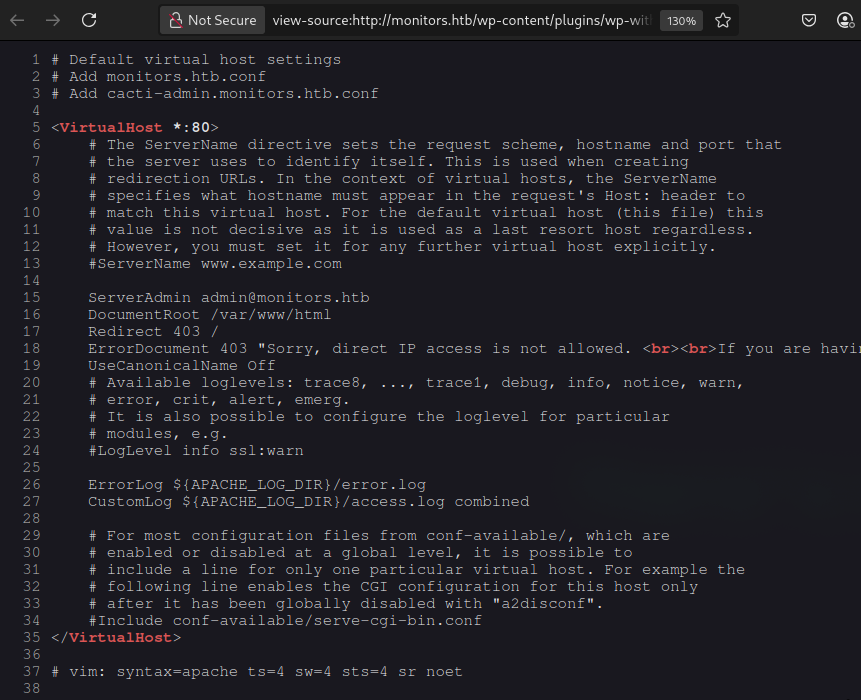 Not Secure view-source:http://monitors.htb/wp-content/plugins/wp-wit 130%
1 # Default virtual host settings
2 # Add monitors.htb.conf
3 # Add cacti-admin.monitors.htb.conf
4
5 <VirtualHost *:80>
6 # The ServerName directive sets the request scheme, hostname and port that
7 # the server uses to identify itself. This is used when creating
8 # redirection URLs. In the context of virtual hosts, the ServerName
9 # specifies what hostname must appear in the request's Host: header to
10 # match this virtual host. For the default virtual host (this file) this
11 # value is not decisive as it is used as a last resort host regardless.
12 # However, you must set it for any further virtual host explicitly.
13 #ServerName www.example.com
14
15 ServerAdmin admin@monitors.htb
16 DocumentRoot /var/www/html
17 Redirect 403 /
18 ErrorDocument 403 "Sorry, direct IP access is not allowed. <br><br>If you are havin
19 UseCanonicalName Off
20 # Available loglevels: trace8, ..., trace1, debug, info, notice, warn,
21 # error, crit, alert, emerg.
22 # It is also possible to configure the loglevel for particular
23 # modules, e.g.
24 #LogLevel info ssl:warn
25
26 ErrorLog ${APACHE_LOG_DIR}/error.log
27 CustomLog ${APACHE_LOG_DIR}/access.log combined
28
29 # For most configuration files from conf-available/, which are
30 # enabled or disabled at a global level, it is possible to
31 # include a line for only one particular virtual host. For example the
32 # following line enables the CGI configuration for this host only
33 # after it has been globally disabled with "a2disconf".
34 #Include conf-available/serve-cgi-bin.conf
35 </VirtualHost>
36
37 # vim: syntax=apache ts=4 sw=4 sts=4 sr noet
38